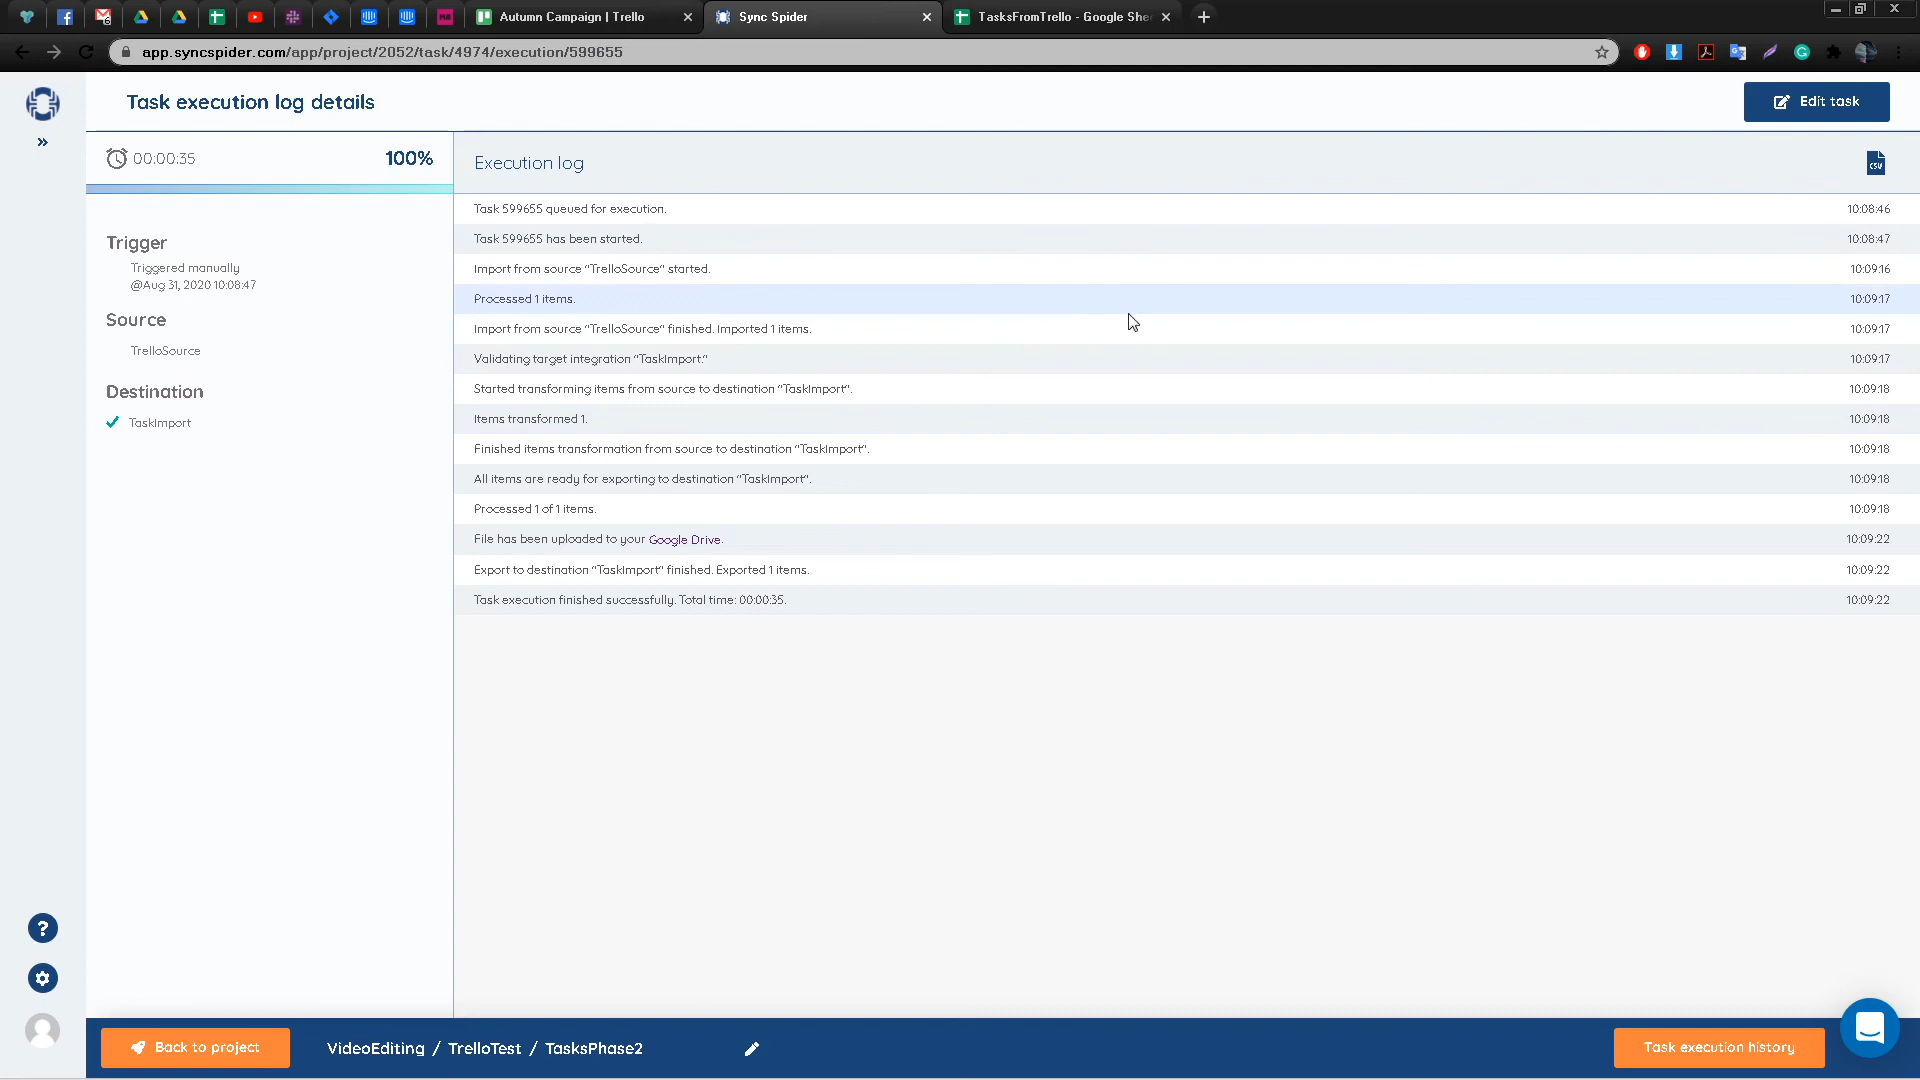 Autumn Campaign | Trello
Sync Spider
TasksFromTrello - Google She
app.syncspider.com/app/project/2052/task/4974/execution/599655
Task execution log details
Edit task
00:00:35
100%
Execution log
CSV
Task 599655 queued for execution.
10:08:46
Task 599655 has been started.
10:08:47
Trigger
Triggered manually
@Aug 31, 2020 10:08:47
Import from source "TrelloSource" started.
10:09:16
Processed 1 items.
10:09:17
Source
TrelloSource
Import from source "TrelloSource" finished. Imported 1 items.
10:09:17
Validating target integration "TaskImport."
10:09:17
Destination
TaskImport
Started transforming items from source to destination "TaskImport".
10:09:18
Items transformed 1.
10:09:18
Finished items transformation from source to destination "TaskImport".
10:09:18
All items are ready for exporting to destination "TaskImport".
10:09:18
Processed 1 of 1 items.
10:09:18
File has been uploaded to your Google Drive.
10:09:22
Export to destination "TaskImport" finished. Exported 1 items.
10:09:22
Task execution finished successfully. Total time: 00:00:35.
10:09:22
?
Back to project
VideoEditing / TrelloTest / TasksPhase2
Task execution history